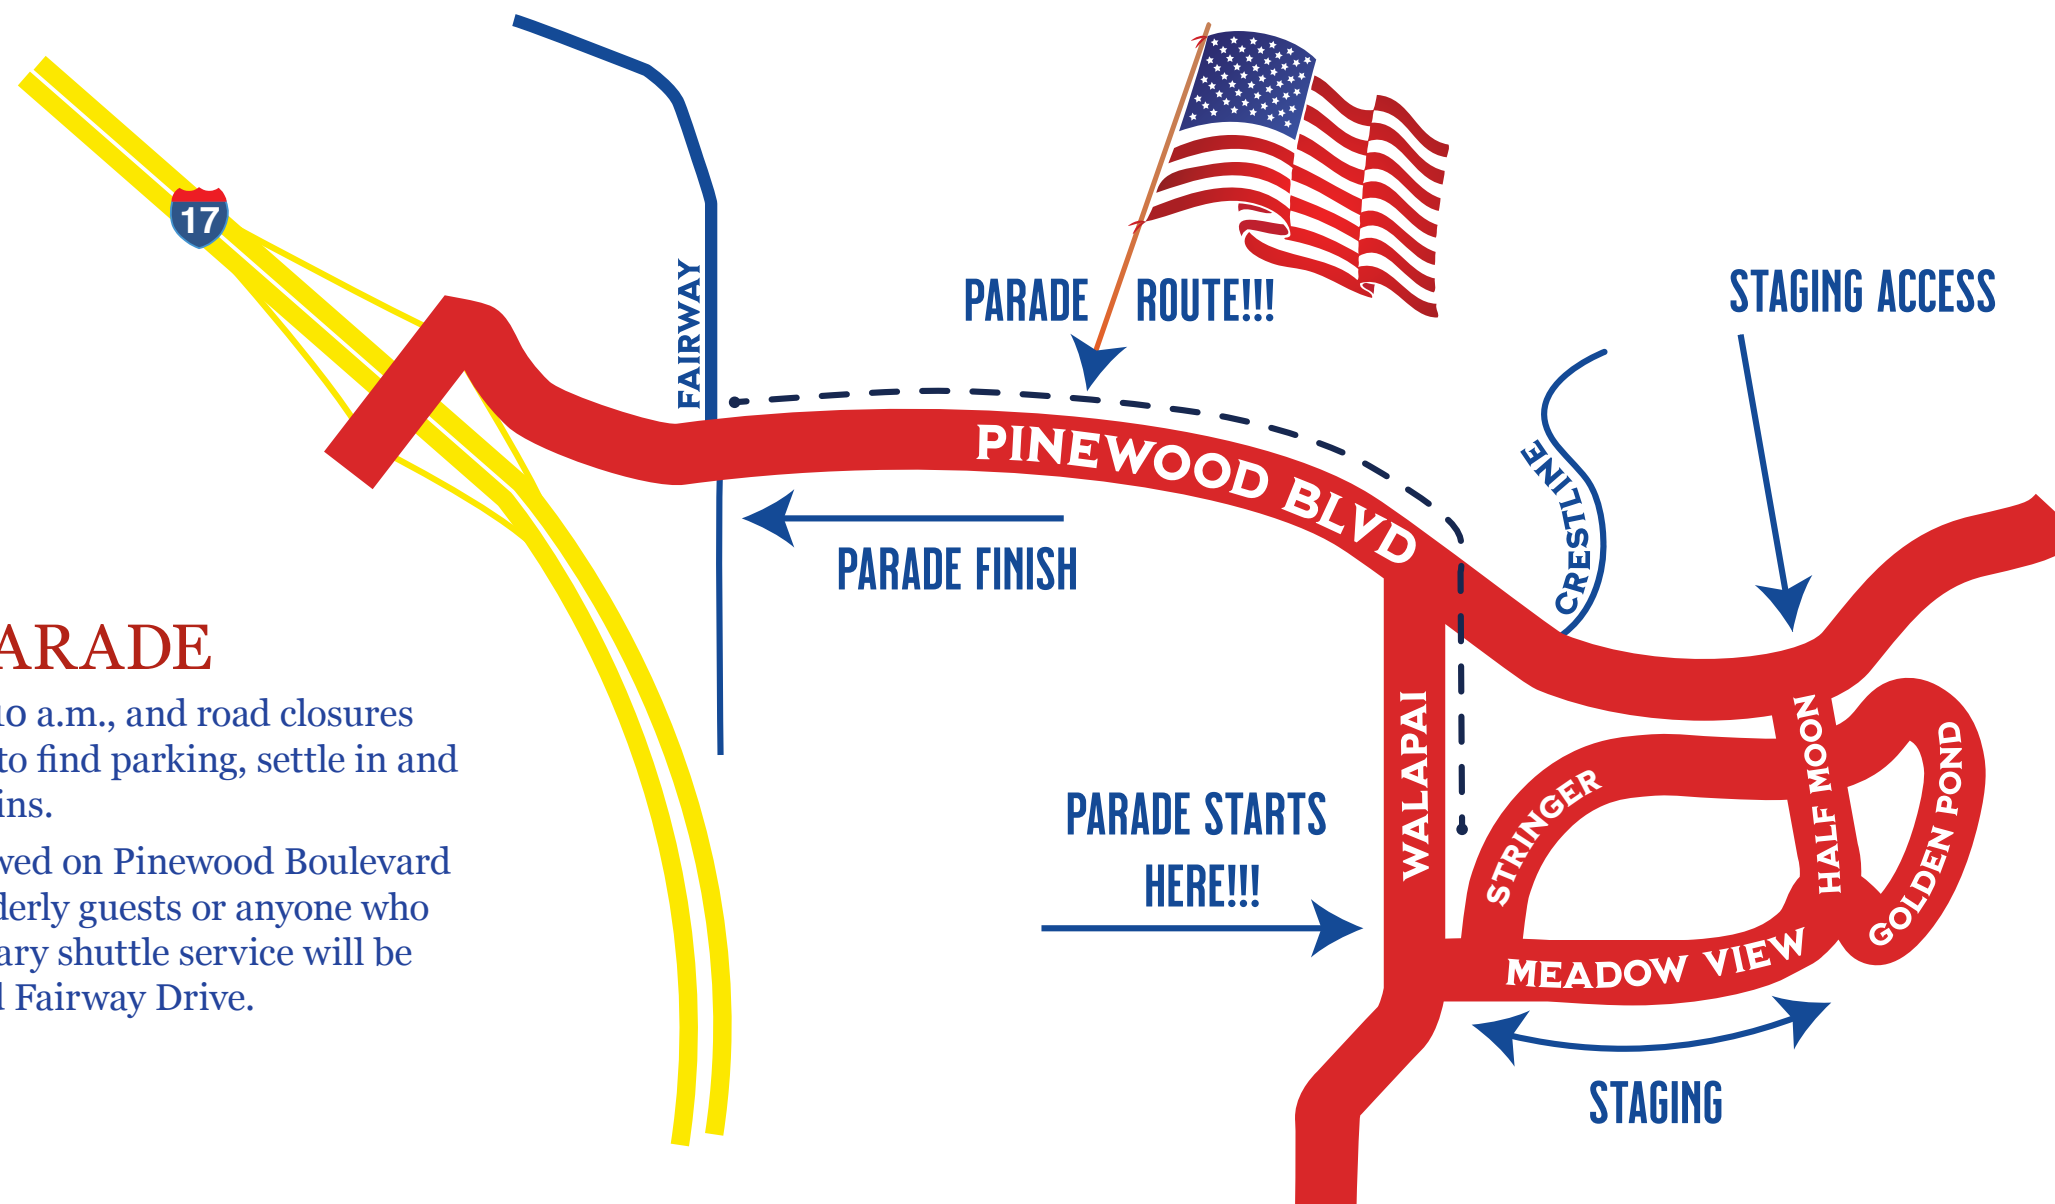 17
FAIRWAY
PARADE ROUTE!!!
STAGING ACCESS
PINEWOOD BLVD
CRESTLINE
PARADE FINISH
ARADE
10 a.m., and road closures
to find parking, settle in and
ins.
wed on Pinewood Boulevard
derly guests or anyone who
ary shuttle service will be
Fairway Drive.
WALAPAI
HALF MOON
GOLDEN POND
STRINGER
PARADE STARTS
HERE!!!
MEADOW VIEW
STAGING